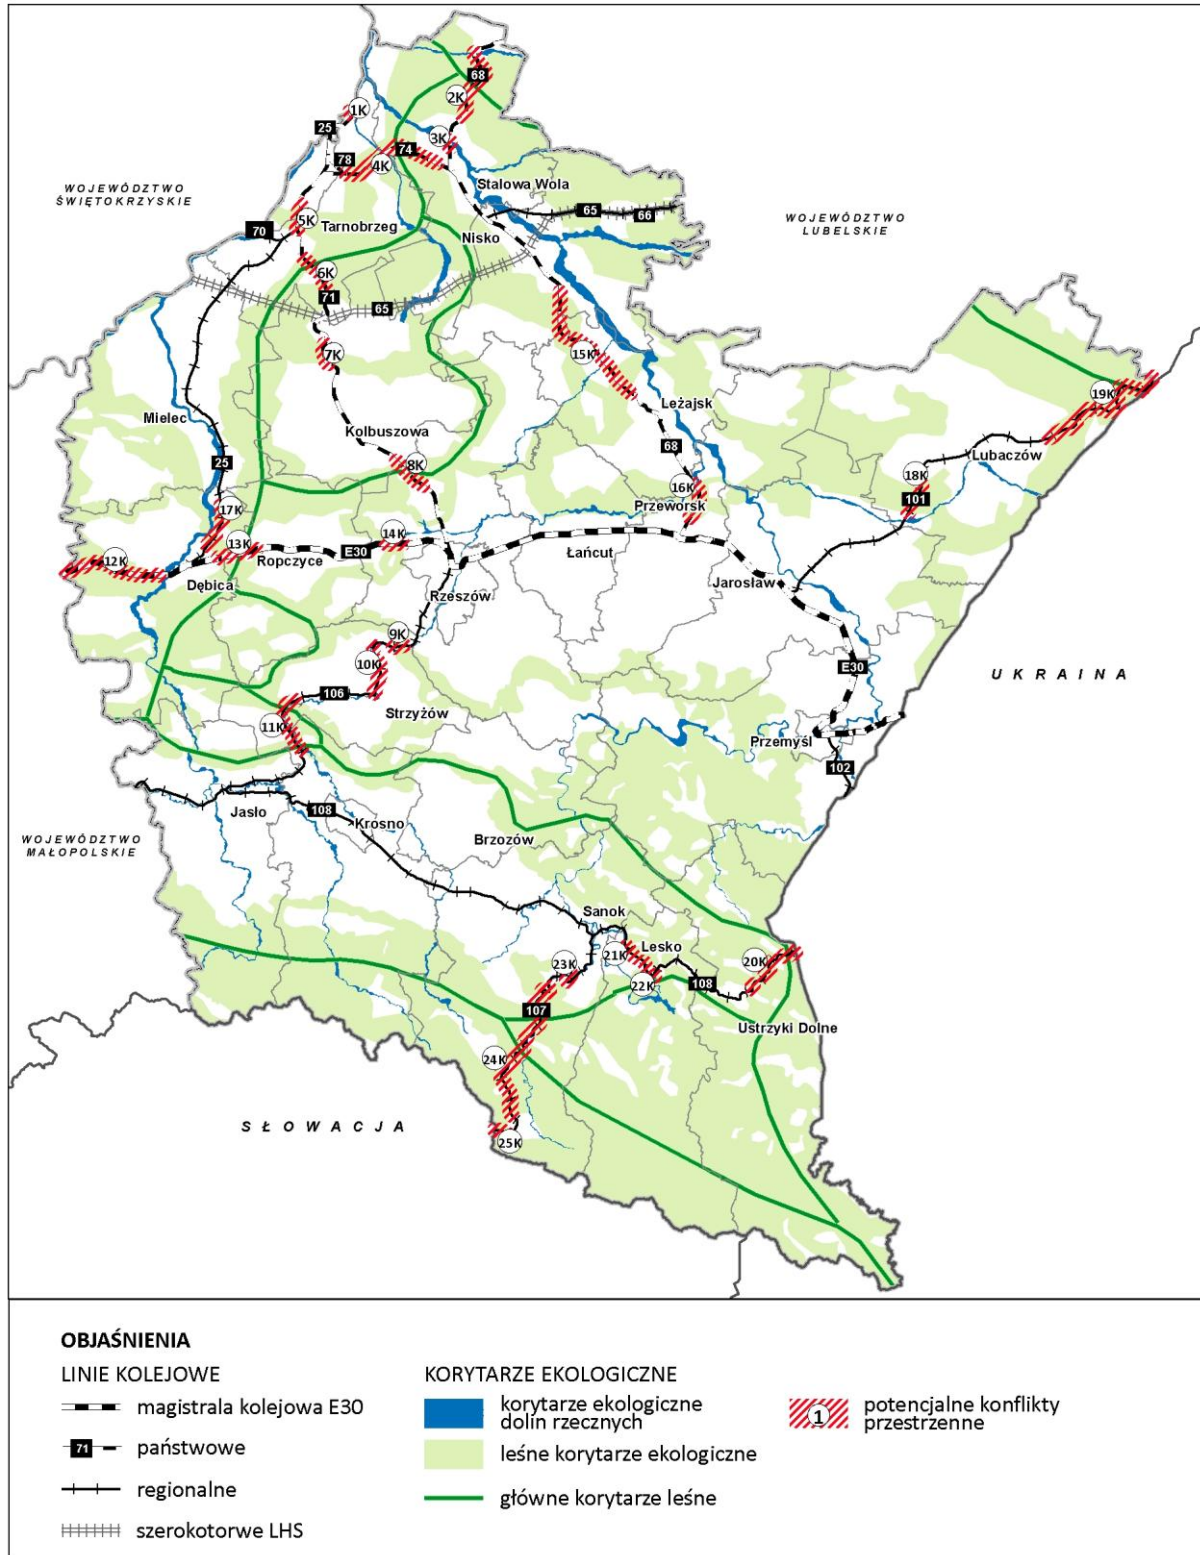 68
2K
1K
25
3K
74
78
4K
WOJEWÓDZTWO
ŚWIĘTOKRZYSKIE
Stalowa Wola
65
66
WOJEWÓDZTWO
LUBELSKIE
5K
Tarnobrzeg
70
Nisko
6K
71
65
7K
15K
19K
Leżajsk
Mielec
Kolbuszowa
68
Lubaczów
25
8K
18K
16K
101
17K
Przeworsk
14K
13K
E30
Łańcut
12K
Ropczyce
Dębica
Jarosław
Rzeszów
9K
10K
E30
UKRAINA
106
Strzyżów
11K
Przemyśl
102
Jasło
108
Krosno
WOJEWÓDZTWO
MAŁOPOLSKIE
Brzozów
Sanok
21K
Lesko
20K
23K
22K
108
107
Ustrzyki Dolne
24K
SŁOWACJA
25K
OBJAŚNIENIA
LINIE KOLEJOWE
magistrala kolejowa E30
71
państwowe
regionalne
szerokotorwe LHS
KORYTARZE EKOLOGICZNE
korytarze ekologiczne
dolin rzecznych
leśne korytarze ekologiczne
główne korytarze leśne
1
potencjalne konflikty
przestrzenne